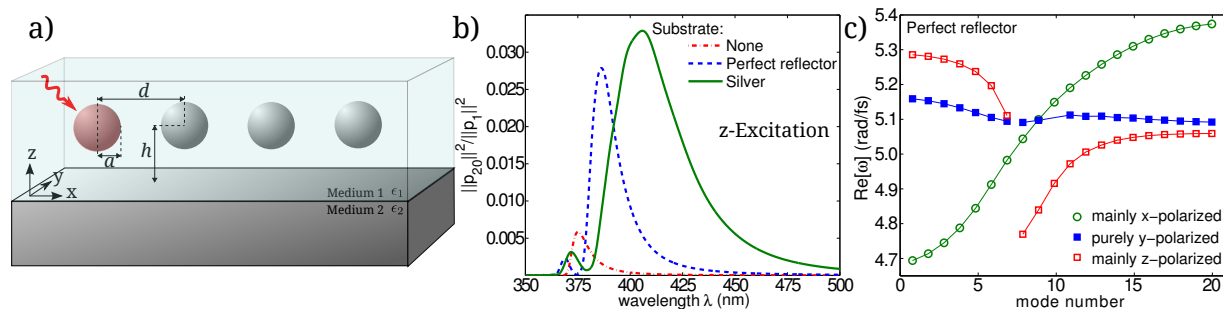 a)
d
h
a
z
y
x
Medium 1 ϵ₁
Medium 2 ϵ₂
b)
||p₂₀||²/||p₁||²
0.030
0.025
0.020
0.015
0.010
0.005
Substrate:
None
Perfect reflector
Silver
z-Excitation
350 375 400 425 450 475 500
wavelength λ (nm)
c)
Re[ω] (rad/fs)
5.4
5.3
5.2
5.1
5.0
4.9
4.8
4.7
Perfect reflector
mainly x-polarized
purely y-polarized
mainly z-polarized
0 5 10 15 20
mode number